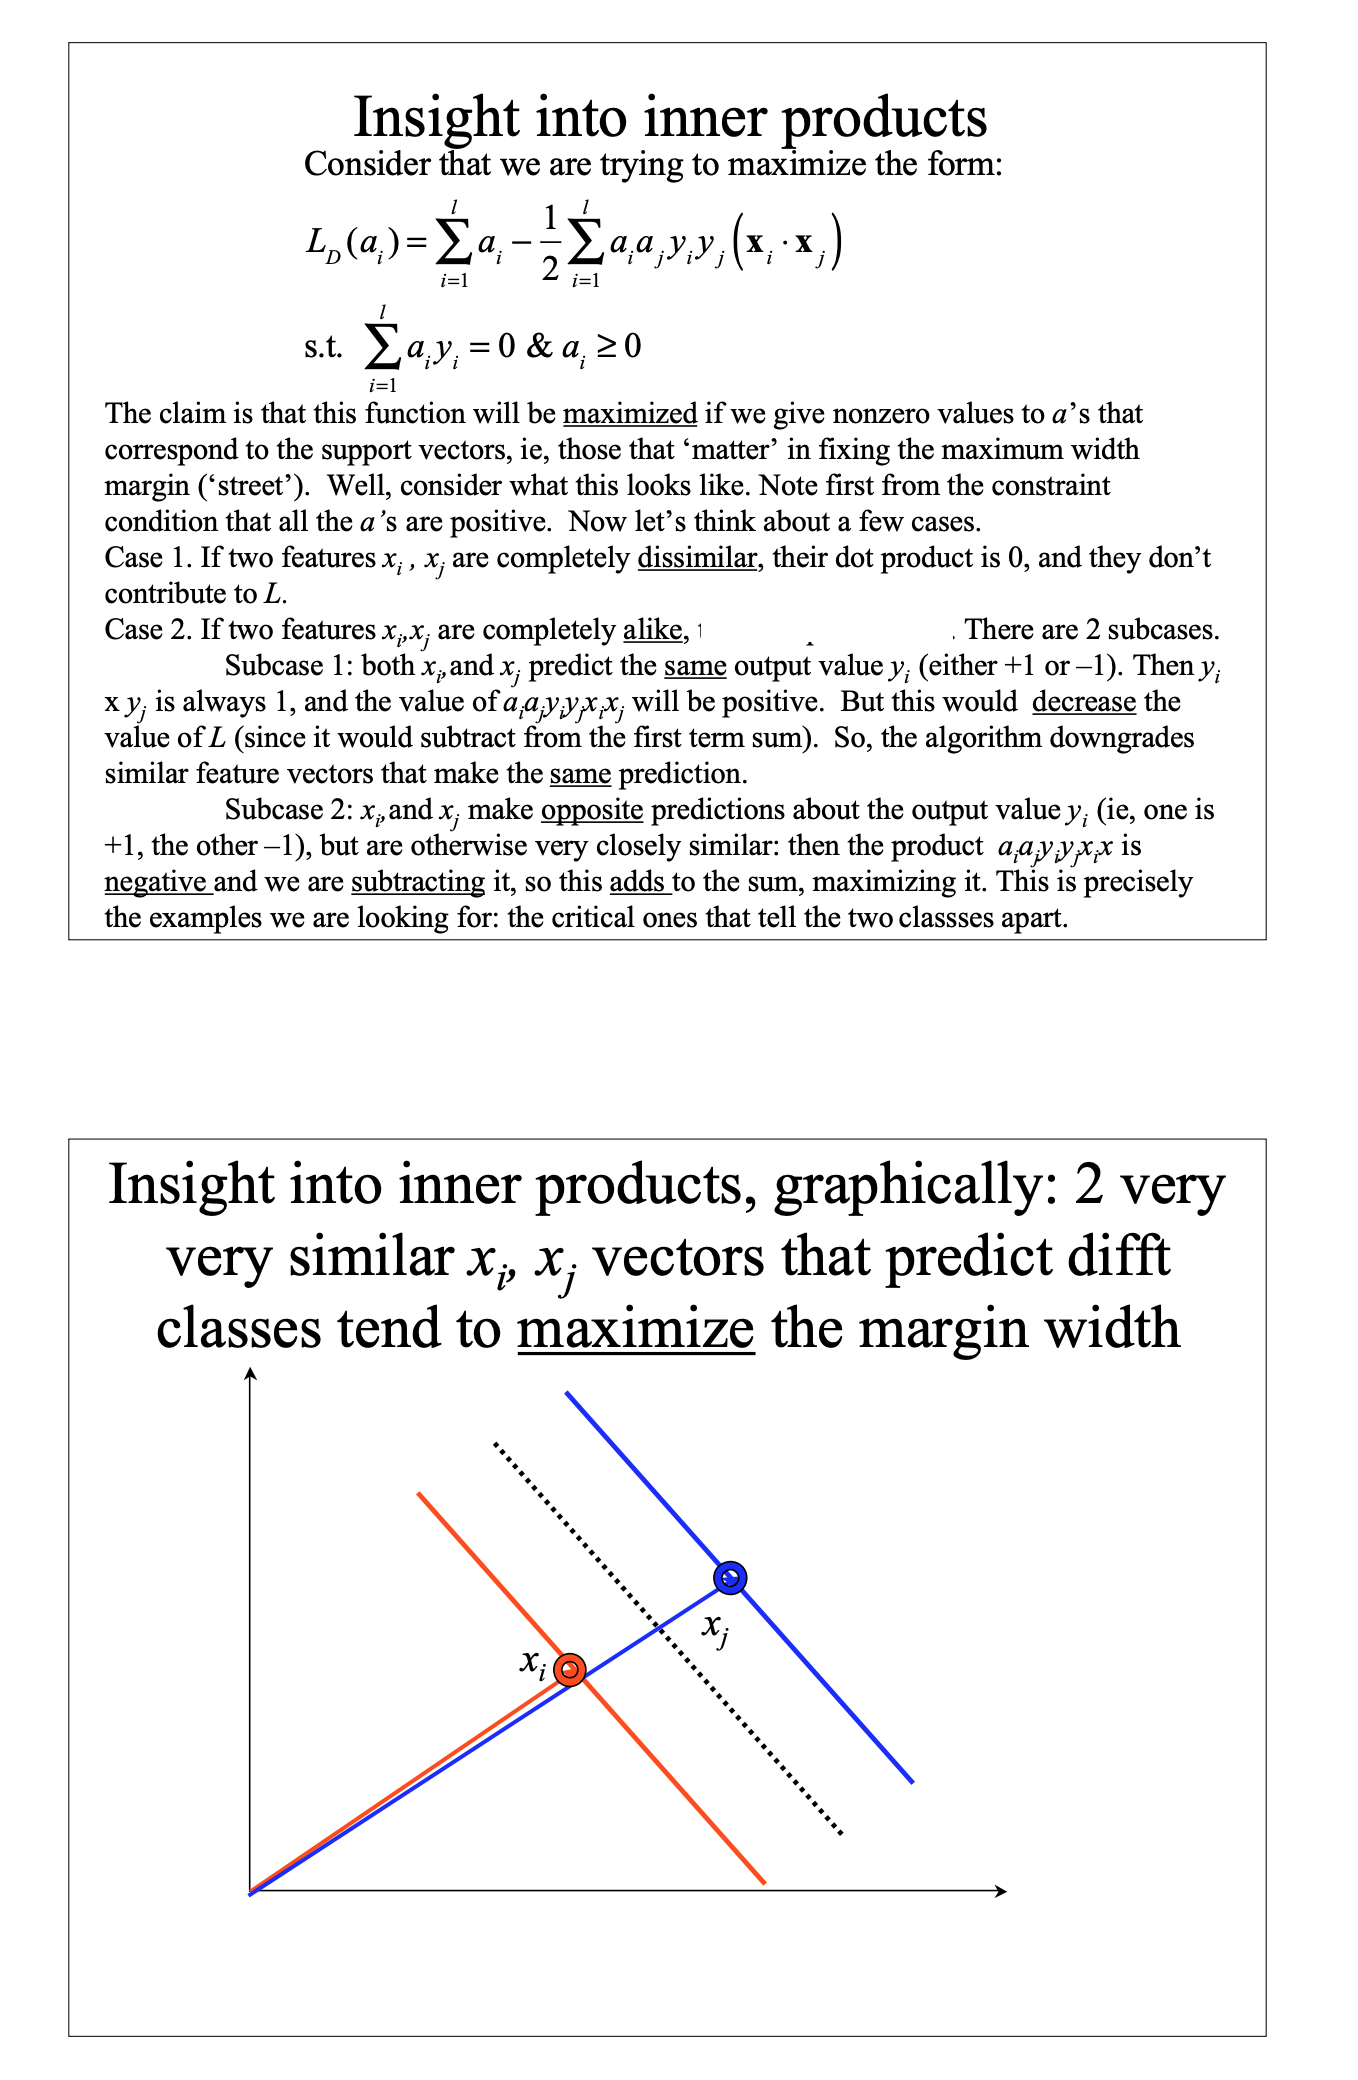 Insight into inner products
Consider that we are trying to maximize the form:
L_D(a_i) = ∑_{i=1}^{l} a_i − 1/2 ∑_{i=1}^{l} a_i a_j y_i y_j (x_i · x_j)
s.t. ∑_{i=1}^{l} a_i y_i = 0 & a_i ≥ 0
The claim is that this function will be maximized if we give nonzero values to a's that
correspond to the support vectors, ie, those that ‘matter’ in fixing the maximum width
margin (‘street’). Well, consider what this looks like. Note first from the constraint
condition that all the a’s are positive. Now let’s think about a few cases.
Case 1. If two features x_i , x_j are completely dissimilar, their dot product is 0, and they don’t
contribute to L.
Case 2. If two features x_i,x_j are completely alike, . There are 2 subcases.
Subcase 1: both x_i, and x_j predict the same output value y_i (either +1 or –1). Then y_i
x y_j is always 1, and the value of a_i a_j y_i y_j x_i x_j will be positive. But this would decrease the
value of L (since it would subtract from the first term sum). So, the algorithm downgrades
similar feature vectors that make the same prediction.
Subcase 2: x_i, and x_j make opposite predictions about the output value y_i (ie, one is
+1, the other –1), but are otherwise very closely similar: then the product a_i a_j y_i y_j x_i x is
negative and we are subtracting it, so this adds to the sum, maximizing it. This is precisely
the examples we are looking for: the critical ones that tell the two classses apart.
Insight into inner products, graphically: 2 very
very similar x_i, x_j vectors that predict difft
classes tend to maximize the margin width
x_j
x_i